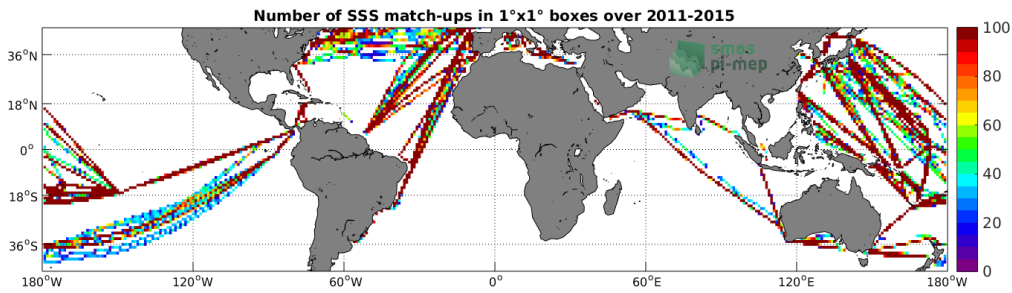 Number of SSS match-ups in 1°x1° boxes over 2011-2015
smos
pi-mep
36°N
18°N
0°
18°S
36°S
180°W 120°W 60°W 0° 60°E 120°E 180°E
100
80
60
40
20
0